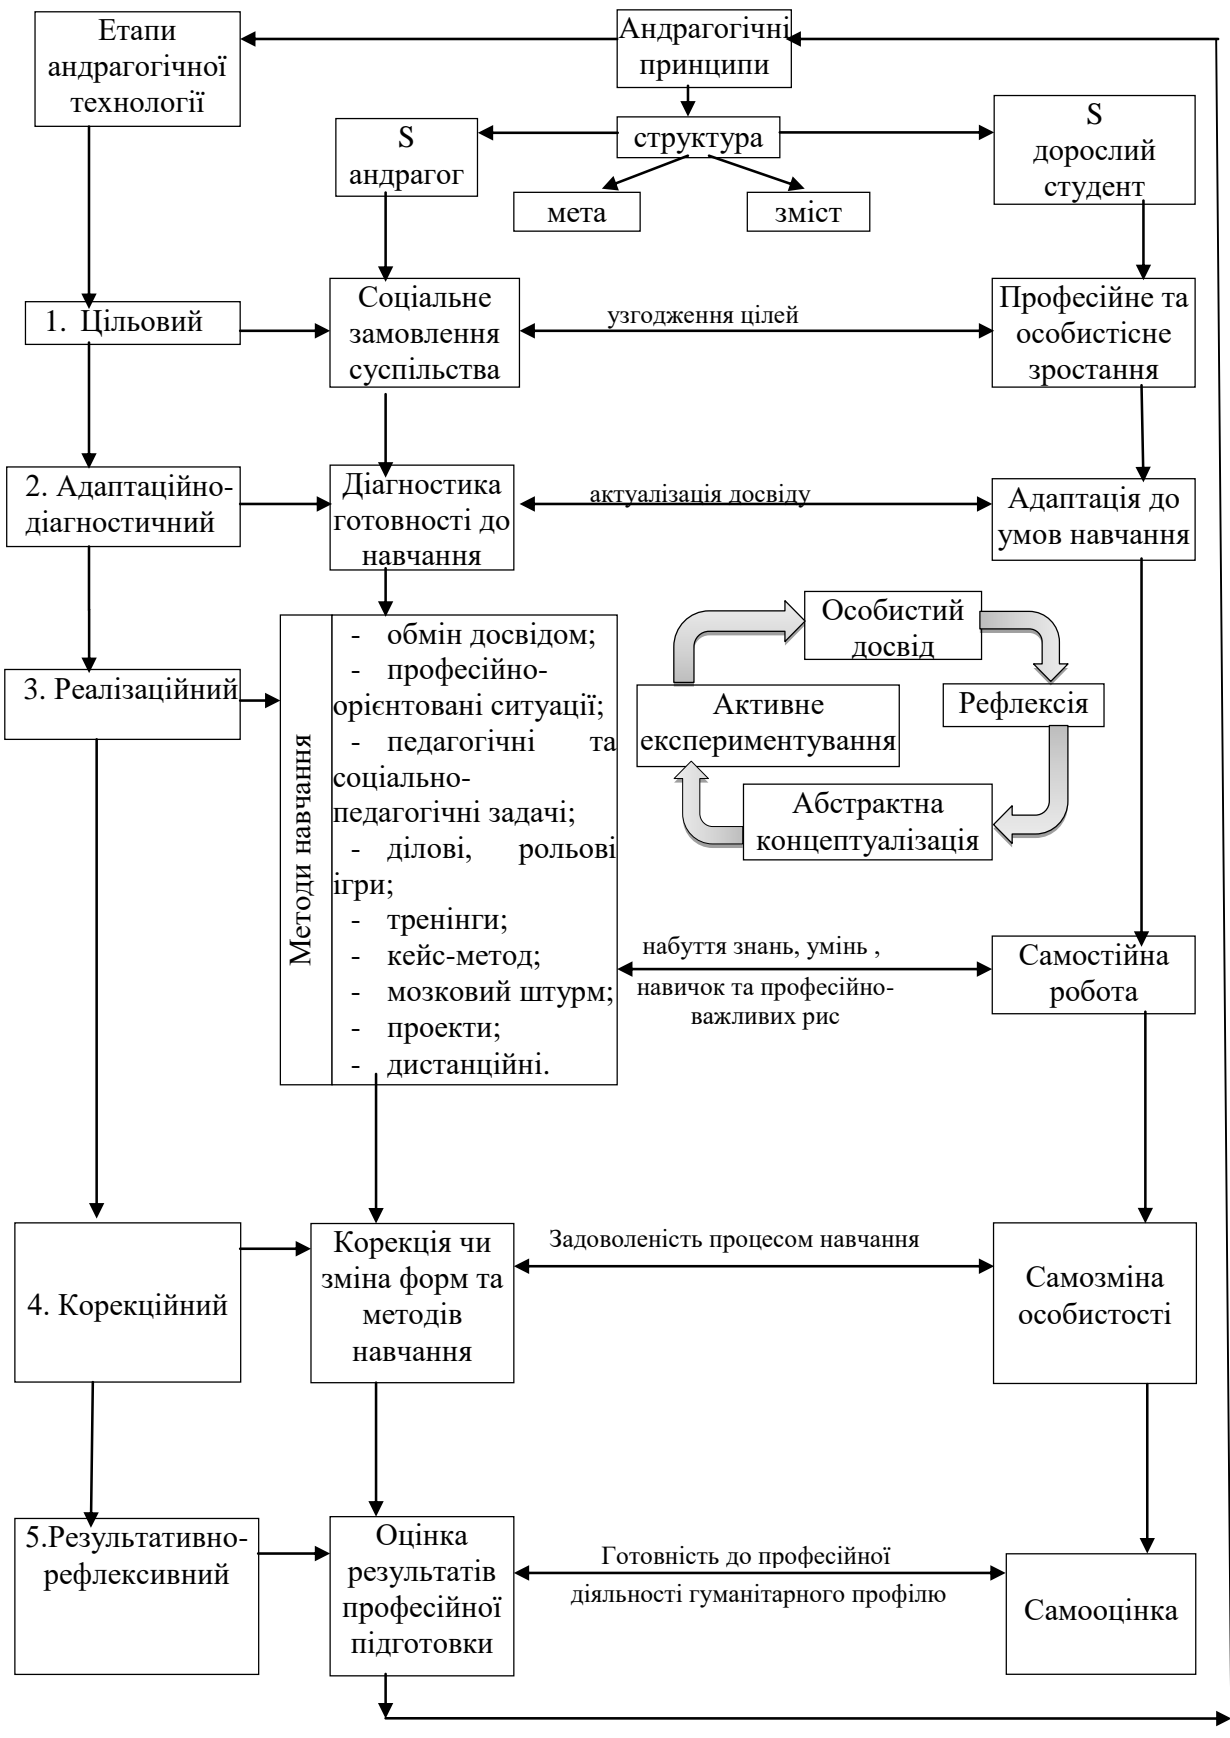 Етапи
андрагогічної
технології
Андрагогічні
принципи
S
андрагог
структура
S
дорослий
студент
мета
зміст
1. Цільовий
Соціальне
замовлення
суспільства
узгодження цілей
Професійне та
особистісне
зростання
2. Адаптаційно-
діагностичний
Діагностика
готовності до
навчання
актуалізація досвіду
Адаптація до
умов навчання
3. Реалізаційний
Методи навчання
- обмін досвідом;
- професійно-
орієнтовані ситуації;
- педагогічні та
соціально-
педагогічні задачі;
- ділові, рольові
ігри;
- тренінги;
- кейс-метод;
- мозковий штурм;
- проекти;
- дистанційні.
Особистий
досвід
Рефлексія
Активне
експериментування
Абстрактна
концептуалізація
набуття знань, умінь ,
навичок та професійно-
важливих рис
Самостійна
робота
4. Корекційний
Корекція чи
зміна форм та
методів
навчання
Задоволеність процесом навчання
Самозміна
особистості
5.Результативно-
рефлексивний
Оцінка
результатів
професійної
підготовки
Готовність до професійної
діяльності гуманітарного профілю
Самооцінка